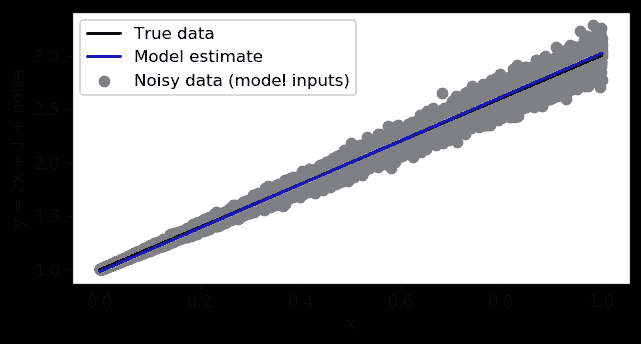 True data
Model estimate
Noisy data (model inputs)
y = 2x + 1 + noise
3.0
2.5
2.0
1.5
1.0
0.0 0.2 0.4 0.6 0.8 1.0
x